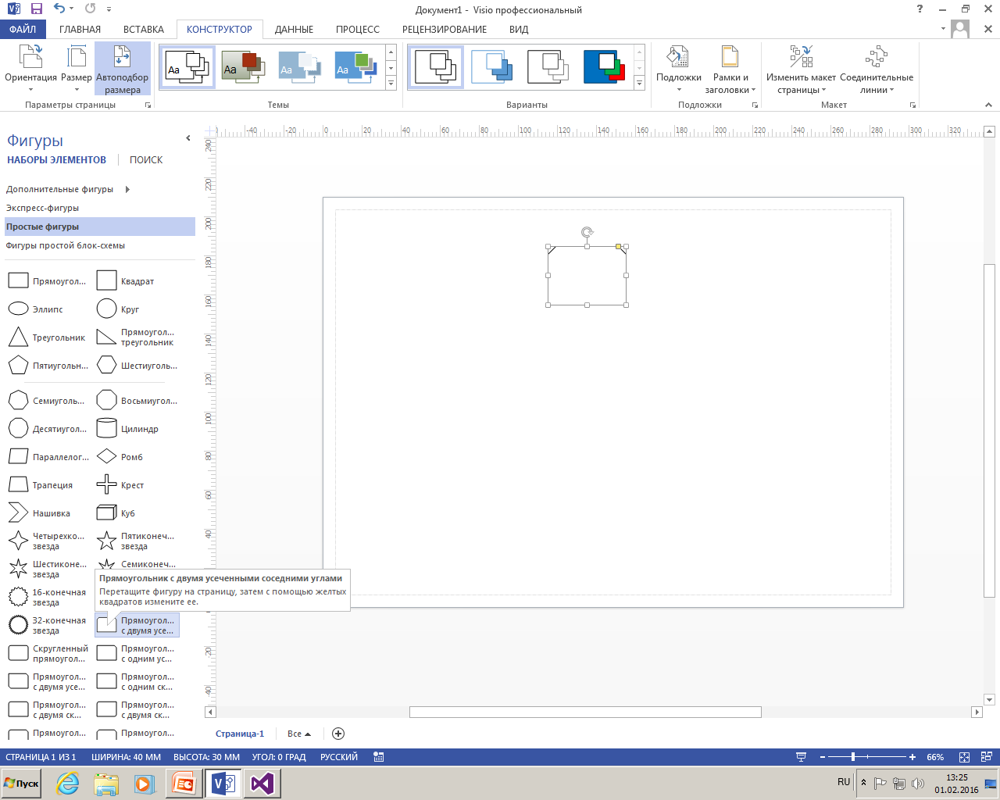 Документ1 - Visio профессиональный
ФАЙЛ ГЛАВНАЯ ВСТАВКА КОНСТРУКТОР ДАННЫЕ ПРОЦЕСС РЕЦЕНЗИРОВАНИЕ ВИД
Ориентация Размер Автоподбор размера
Параметры страницы
Aa Aa Aa Aa
Темы
Варианты
Подложки Рамки и заголовки
Подложки
Изменить макет страницы Соединительные линии
Макет
Фигуры
НАБОРЫ ЭЛЕМЕНТОВ ПОИСК
Дополнительные фигуры
Экспресс-фигуры
Простые фигуры
Фигуры простой блок-схемы
Прямоугол... Квадрат
Эллипс Круг
Треугольник Прямоугол... треугольник
Пятиугольн... Шестиуголь...
Семиуголь... Восьмиугол...
Десятиугол... Цилиндр
Параллелог... Ромб
Трапеция Крест
Нашивка Куб
Четырехко... звезда Пятиконеч... звезда
Шестиконе... звезда Семиконеч...
Прямоугольник с двумя усеченными соседними углами
Перетащите фигуру на страницу, затем с помощью желтых
квадратов измените ее.
16-конечная звезда
32-конечная звезда Прямоугол... с двумя усе...
Скругленный прямоугол... Прямоугол... с одним ус...
Прямоугол... с двумя усе... Прямоугол... с одним ск...
Прямоугол... с двумя ск... Прямоугол... с двумя ск...
Прямоугол... Прямоугол...
-40 -20 0 20 40 60 80 100 120 140 160 180 200 220 240 260 280 300 320
240
220
200
180
160
140
120
100
80
60
40
-20
-40
Страница-1 Все
СТРАНИЦА 1 ИЗ 1 ШИРИНА: 40 ММ ВЫСОТА: 30 ММ УГОЛ: 0 ГРАД РУССКИЙ 66%
Пуск RU 13:25
01.02.2016